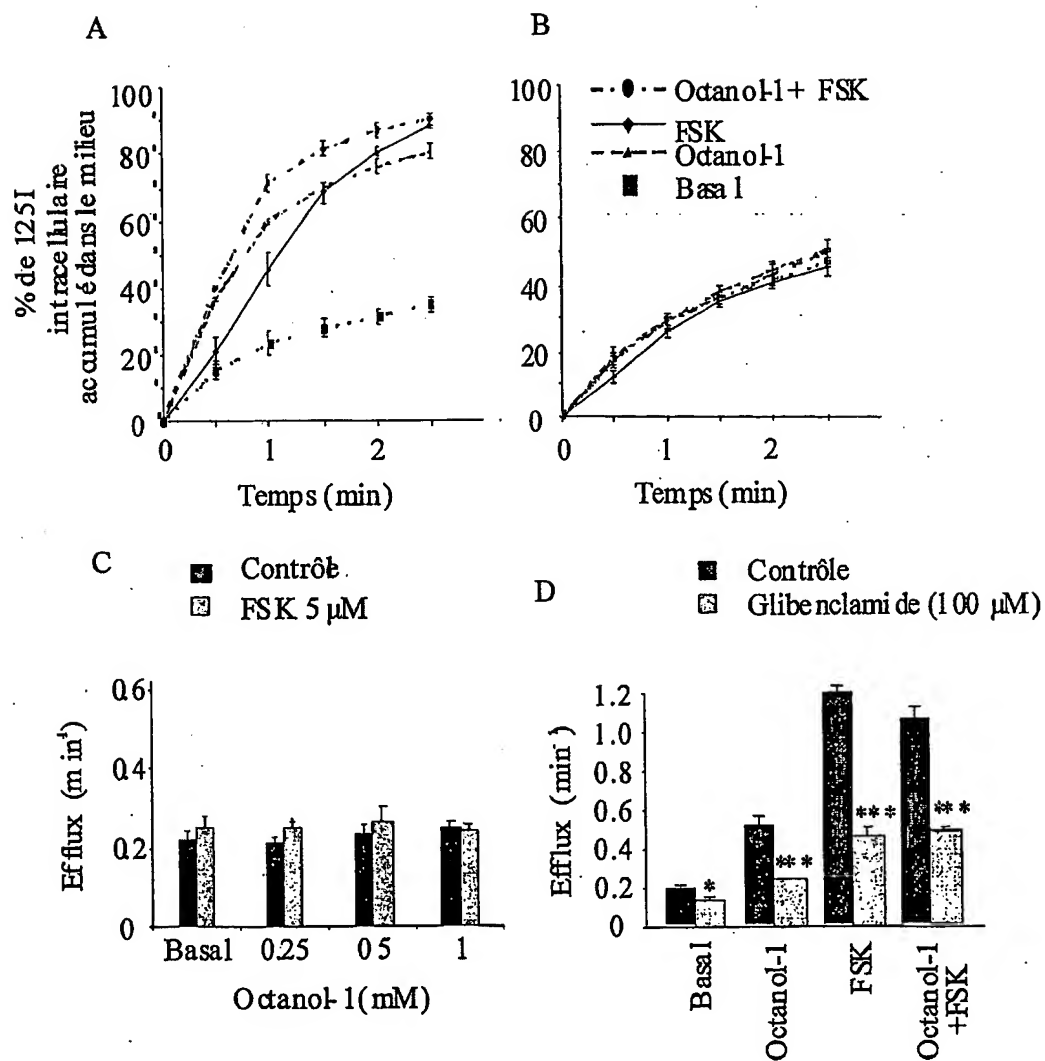 A
B
100
80
60
40
20
0
% de 125I
intracellulaire
accumulé dans le milieu
0
1
2
Temps (min)
100
80
60
40
20
0
Octanol-1 + FSK
FSK
Octanol-1
Basal
0
1
2
Temps (min)
C
Contrôle
FSK 5 µM
0.6
0.4
0.2
0
Efflux (min⁻¹)
Basal
0.25
0.5
1
Octanol-1 (mM)
D
Contrôle
Glibenclamide (100 µM)
1.2
1.0
0.8
0.6
0.4
0.2
0
Efflux (min⁻¹)
*
***
***
***
Basal
Octanol-1
FSK
Octanol-1
+FSK